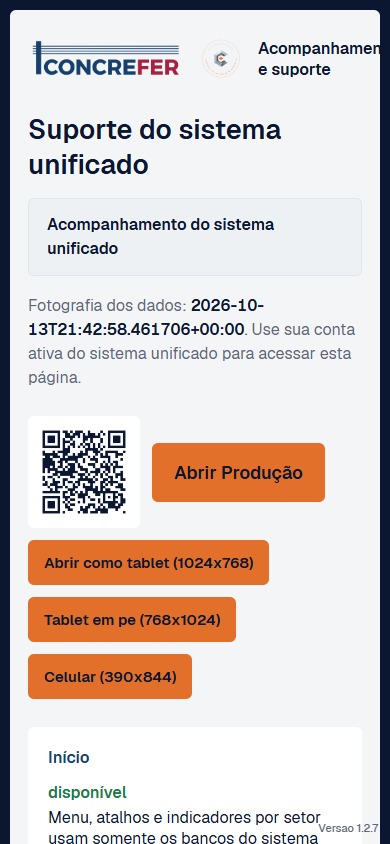 CONCREFER
Acompanhamen
e suporte
Suporte do sistema
unificado
Acompanhamento do sistema
unificado
Fotografia dos dados: 2026-10-
13T21:42:58.461706+00:00. Use sua conta
ativa do sistema unificado para acessar esta
página.
Abrir Produção
Abrir como tablet (1024x768)
Tablet em pe (768x1024)
Celular (390x844)
Início
disponível
Menu, atalhos e indicadores por setor
usam somente os bancos do sistema
Versao 1.2.7